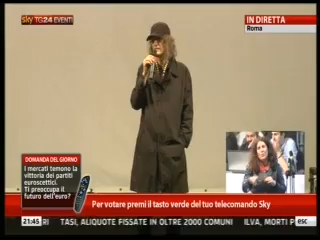 sky TG24 EVENTI
IN DIRETTA
Roma
DOMANDA DEL GIORNO
I mercati temono la
vittoria dei partiti
euroscettici.
Ti preoccupa il
futuro dell'euro?
Per votare premi il tasto verde del tuo telecomando Sky
21:45 RI TASI, ALIQUOTE FISSATE IN OLTRE 2000 COMUNI ILVA, MORTI P esc